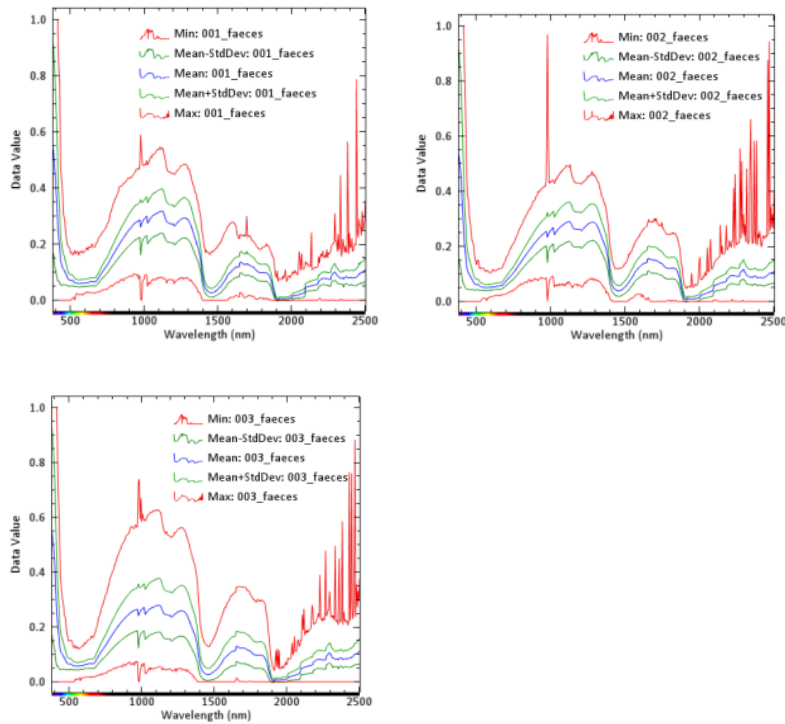 1.0
0.8
0.6
0.4
0.2
0.0
Data Value
Min: 001_faeces
Mean-StdDev: 001_faeces
Mean: 001_faeces
Mean+StdDev: 001_faeces
Max: 001_faeces
500 1000 1500 2000 2500
Wavelength (nm)
1.0
0.8
0.6
0.4
0.2
0.0
Data Value
Min: 002_faeces
Mean-StdDev: 002_faeces
Mean: 002_faeces
Mean+StdDev: 002_faeces
Max: 002_faeces
500 1000 1500 2000 2500
Wavelength (nm)
1.0
0.8
0.6
0.4
0.2
0.0
Data Value
Min: 003_faeces
Mean-StdDev: 003_faeces
Mean: 003_faeces
Mean+StdDev: 003_faeces
Max: 003_faeces
500 1000 1500 2000 2500
Wavelength (nm)